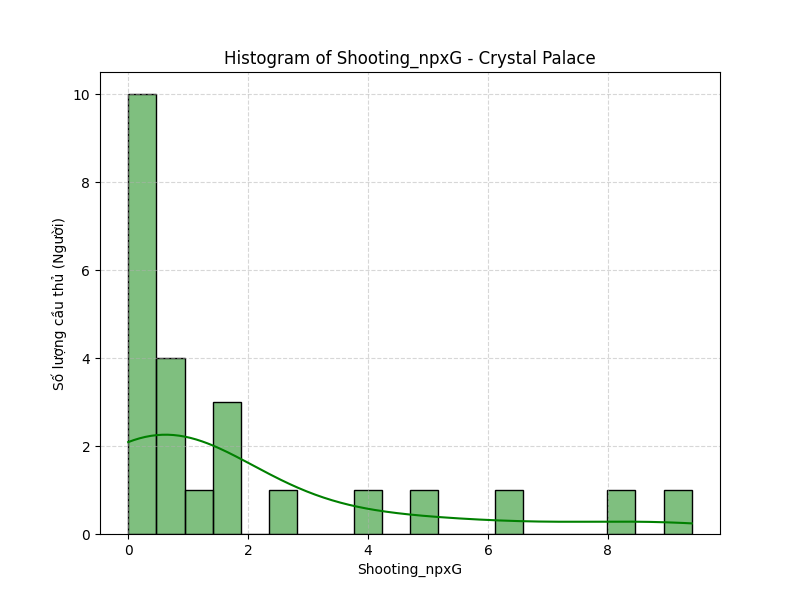 Histogram of Shooting_npxG - Crystal Palace
Số lượng cầu thủ (Người)
10
8
6
4
2
0
0 2 4 6 8
Shooting_npxG